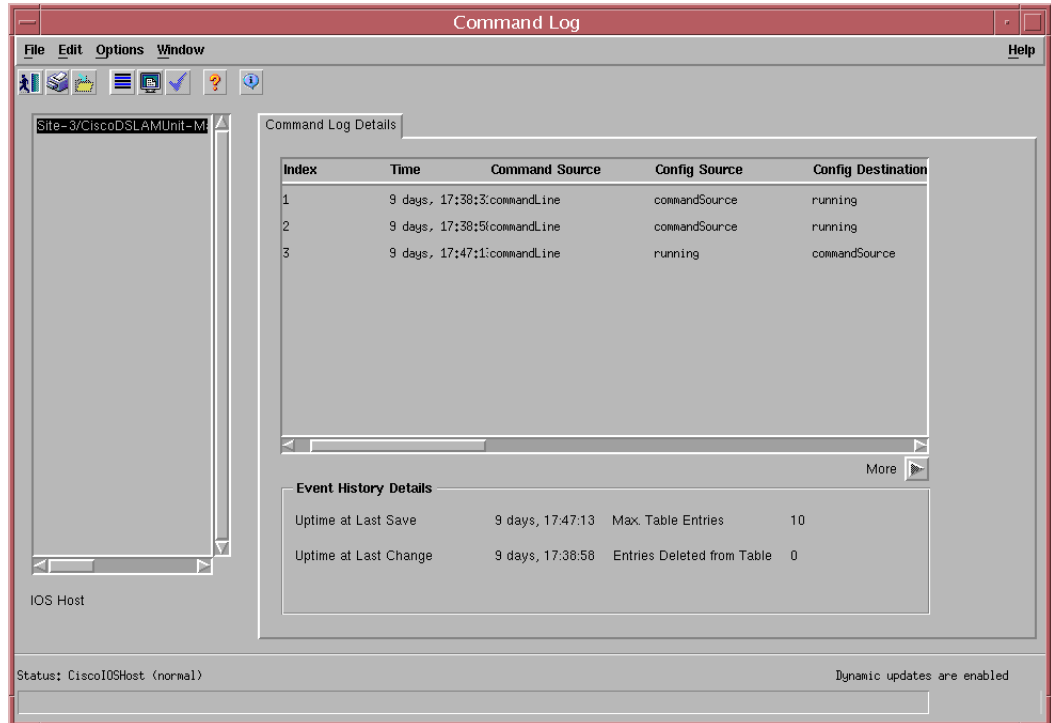 Command Log
File Edit Options Window Help
Site-3/CiscoDSLAMUnit-M
Command Log Details
Index Time Command Source Config Source Config Destination
1 9 days, 17:38:3 commandLine commandSource running
2 9 days, 17:38:5 commandLine commandSource running
3 9 days, 17:47:1 commandLine running commandSource
More
Event History Details
Uptime at Last Save 9 days, 17:47:13 Max. Table Entries 10
Uptime at Last Change 9 days, 17:38:58 Entries Deleted from Table 0
IOS Host
Status: CiscoIOSHost (normal) Dynamic updates are enabled